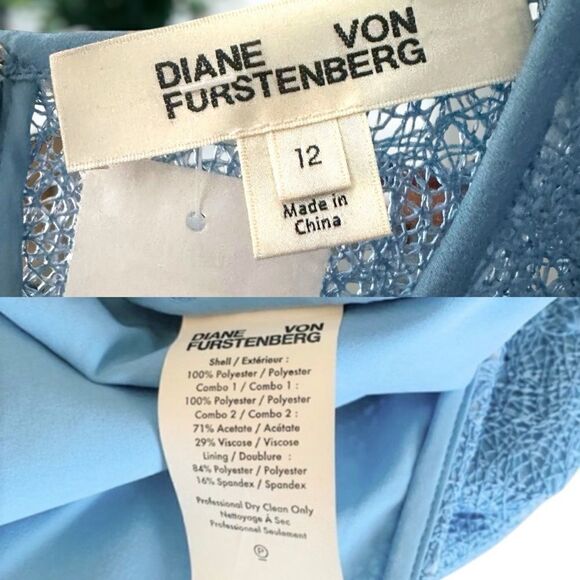 DIANE VON
FURSTENBERG
12
Made in
China
DIANE VON
FURSTENBERG
Shell / Extérieur :
100% Polyester / Polyester
Combo 1 / Combo 1 :
100% Polyester / Polyester
Combo 2 / Combo 2 :
71% Acetate / Acétate
29% Viscose / Viscose
Lining / Doublure :
84% Polyester / Polyester
16% Spandex / Spandex
Professional Dry Clean Only
Nettoyage À Sec
Professionnel Seulement
P